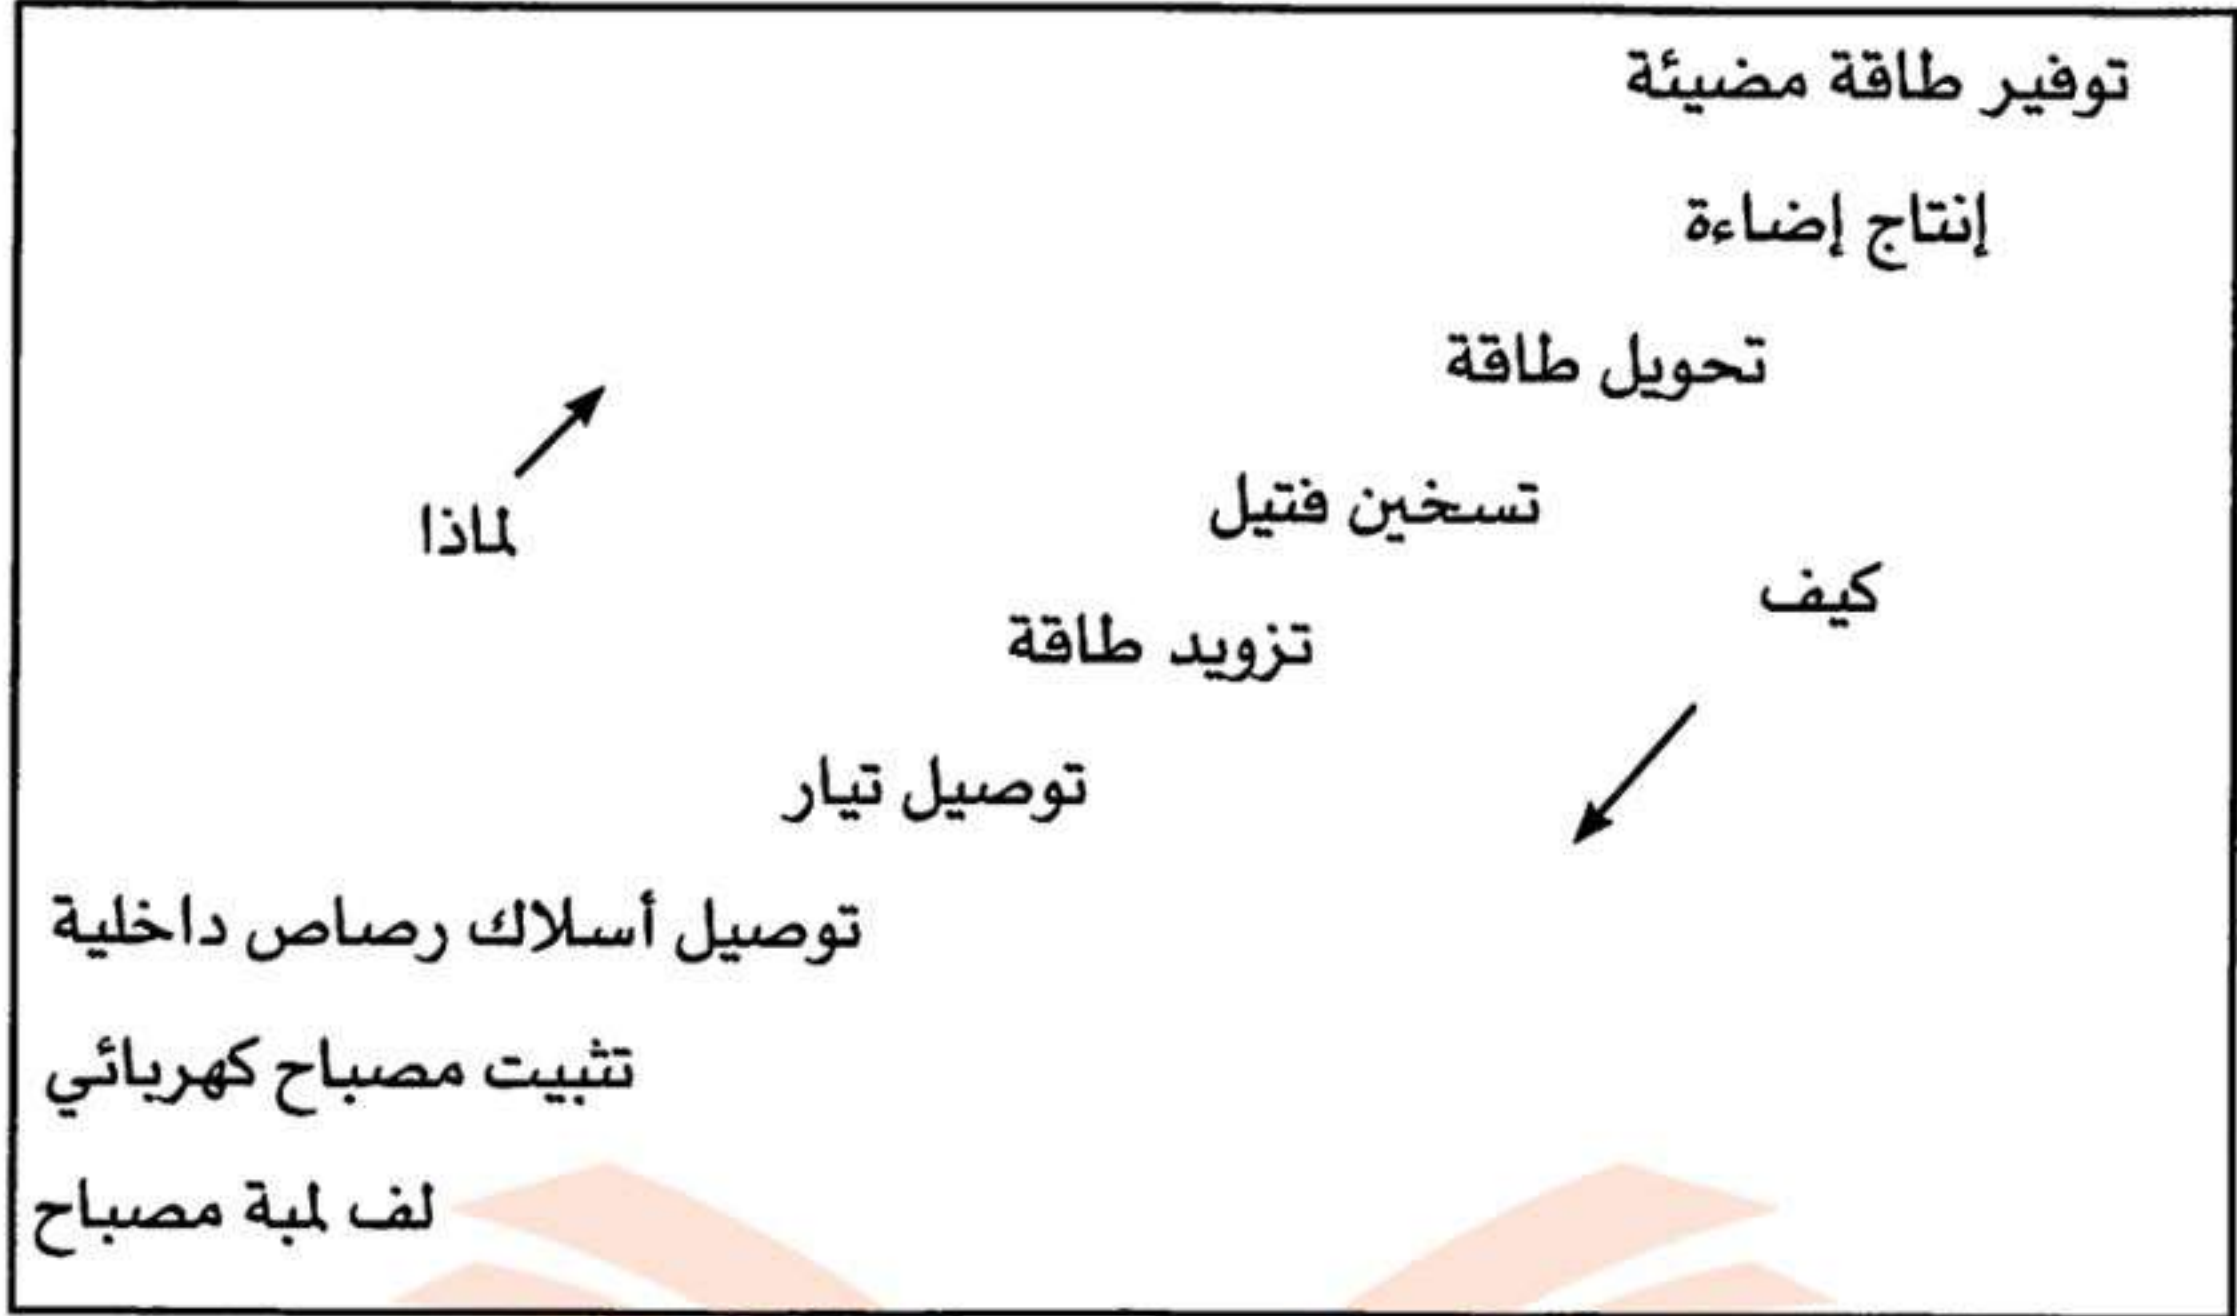 توفير طاقة مضيئة
إنتاج إضاءة
تحويل طاقة
تسخين فتيل
لماذا
كيف
تزويد طاقة
توصيل تيار
توصيل أسلاك رصاص داخلية
تثبيت مصباح كهربائي
لف لمبة مصباح